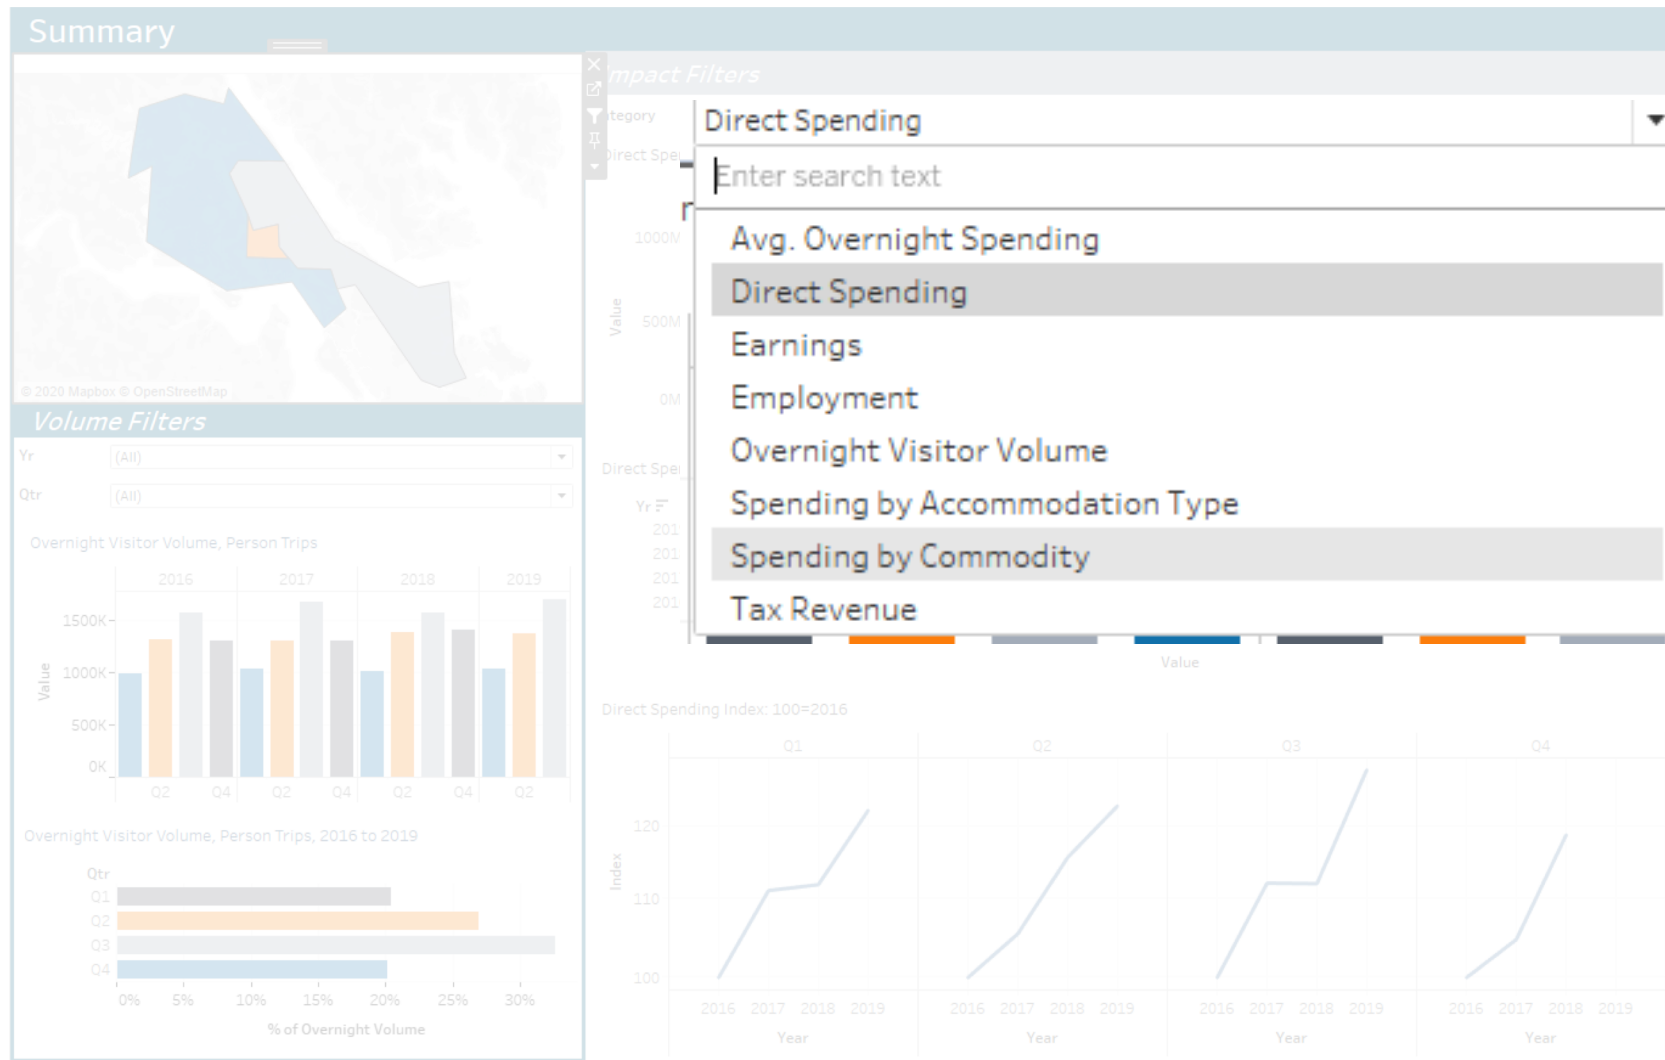 Summary
© 2020 Mapbox © OpenStreetMap
Volume Filters
Yr (All)
Qtr (All)
Overnight Visitor Volume, Person Trips
2016 2017 2018 2019
1500K
1000K
500K
0K
Value
Q2 Q4 Q2 Q4 Q2 Q4 Q2
Overnight Visitor Volume, Person Trips, 2016 to 2019
Qtr
Q1
Q2
Q3
Q4
0% 5% 10% 15% 20% 25% 30%
% of Overnight Volume
Impact Filters
Direct Spending
Enter search text
Avg. Overnight Spending
Direct Spending
Earnings
Employment
Overnight Visitor Volume
Spending by Accommodation Type
Spending by Commodity
Tax Revenue
1000M
500M
0M
Value
Yr
Value
Direct Spending Index: 100=2016
Q1 Q2 Q3 Q4
120
110
100
Index
2016 2017 2018 2019 2016 2017 2018 2019 2016 2017 2018 2019 2016 2017 2018 2019
Year Year Year Year